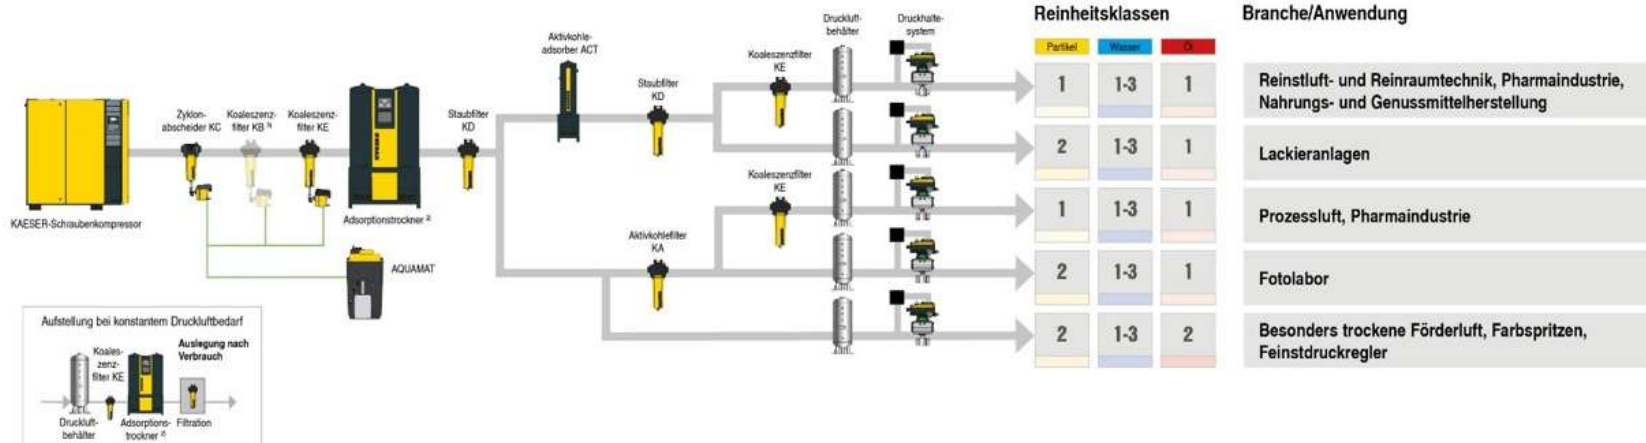 Reinheitsklassen
Branche/Anwendung
Partikel
Wasser
Öl
Druckluft-
behälter
Druckhalte-
system
Aktivkohle-
adsorber ACT
Koaleszenzfilter
KE
Staubfilter
KD
Zyklon-
abscheider KC
Koaleszenz-
filter KB
Koaleszenz-
filter KE
Staubfilter
KD
KAESER-Schraubenkompressor
Adsorptionstrockner 2)
AQUAMAT
Koaleszenzfilter
KE
Aktivkohlefilter
KA
1 1-3 1
Reinstluft- und Reinraumtechnik, Pharmaindustrie,
Nahrungs- und Genussmittelherstellung
2 1-3 1
Lackieranlagen
1 1-3 1
Prozessluft, Pharmaindustrie
2 1-3 1
Fotolabor
2 1-3 2
Besonders trockene Förderluft, Farbspritzen,
Feinstdruckregler
Aufstellung bei konstantem Druckluftbedarf
Auslegung nach
Verbrauch
Koales-
zenz-
filter KE
Druckluft-
behälter
Adsorptions-
trockner 2)
Filtration